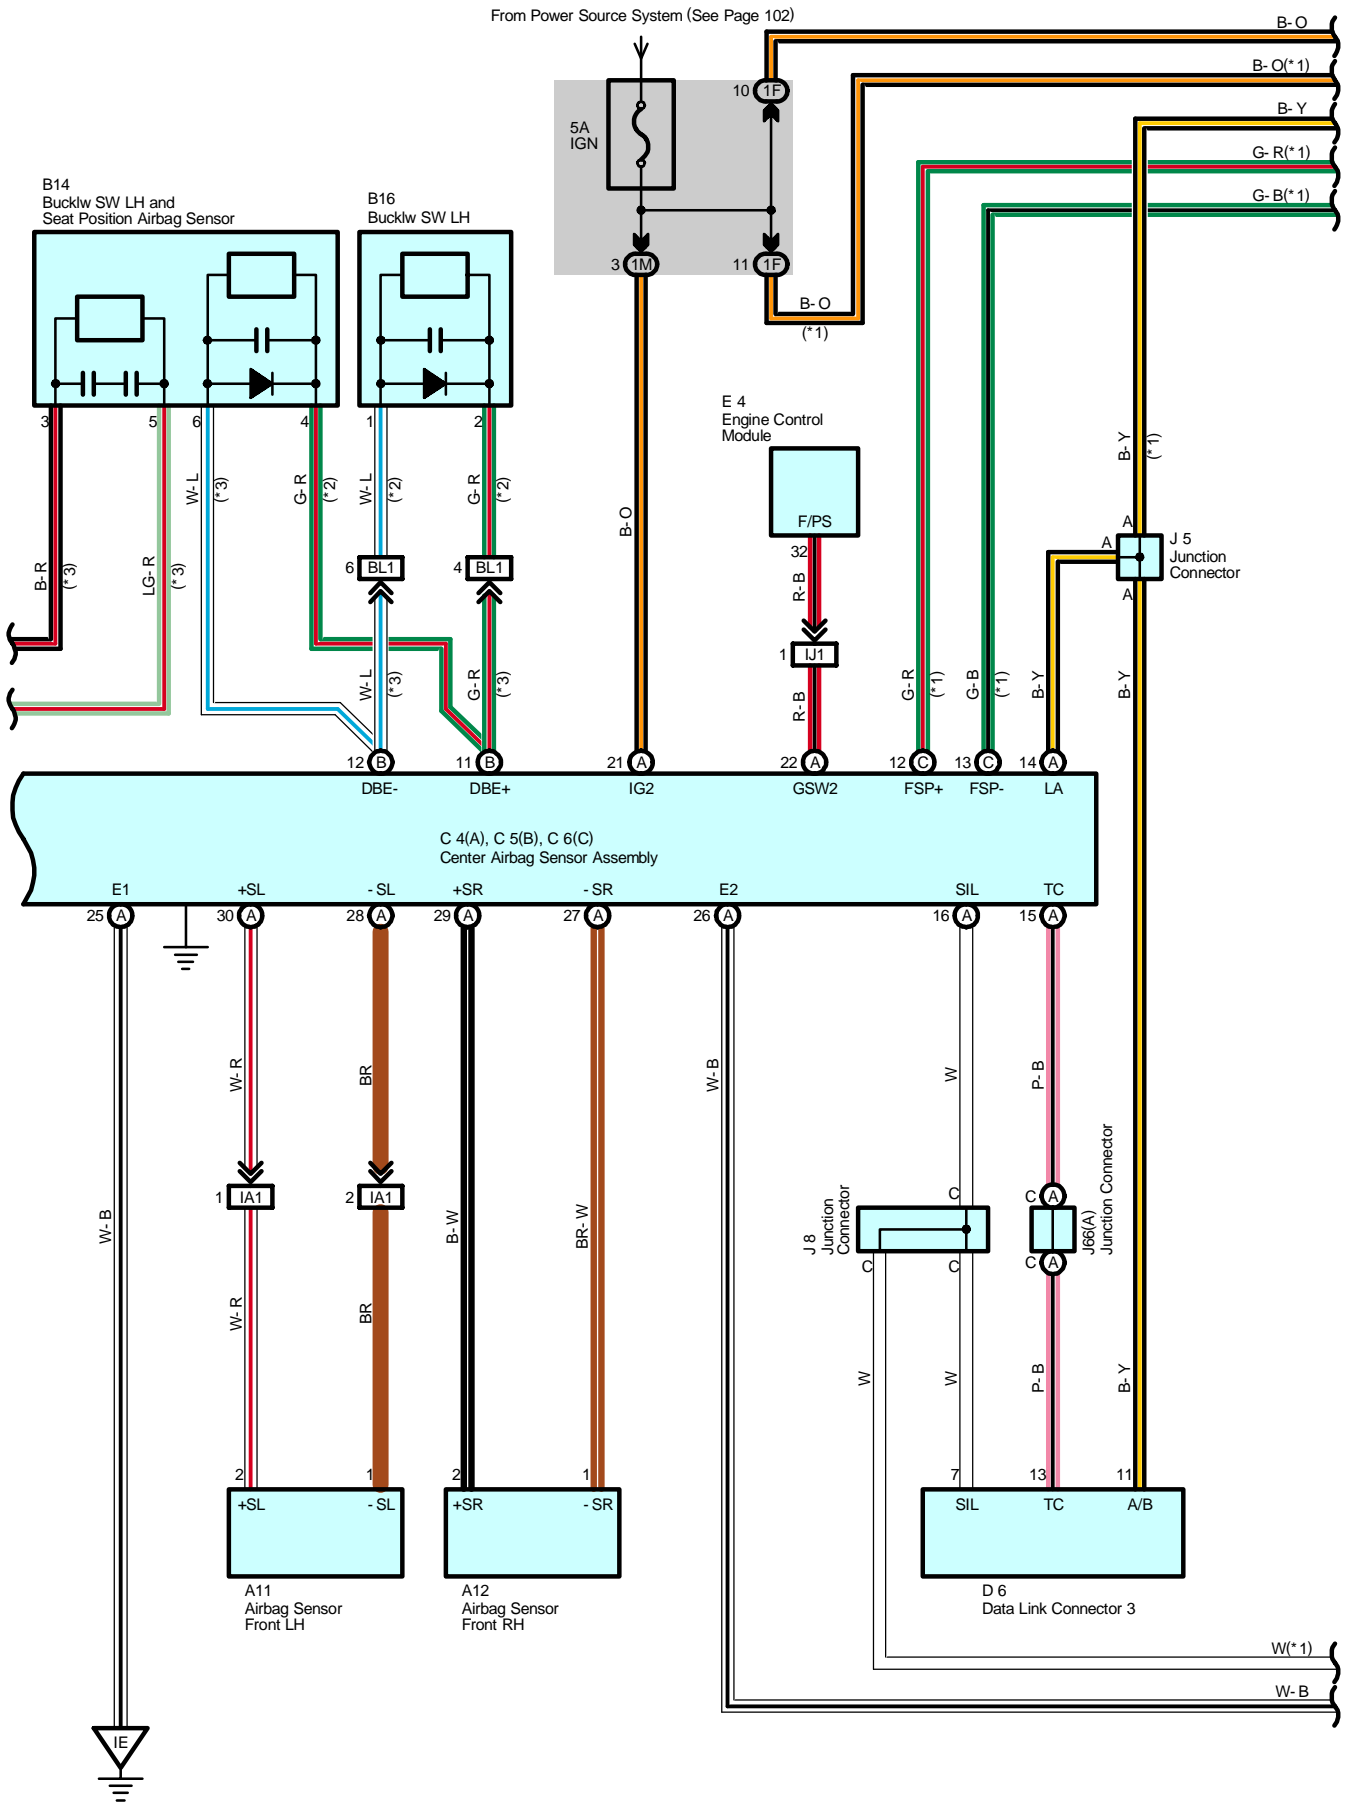 From Power Source System (See Page 102)
B- O
B- O(*1)
B- Y
G- R(*1)
G- B(*1)
10 1F
5A
IGN
3 1M
11 1F
B- O
(*1)
B14
Bucklw SW LH and
Seat Position Airbag Sensor
B16
Bucklw SW LH
3 5 6 4 1 2
E 4
Engine Control
Module
F/PS
32
B- R
(*3)
LG- R
(*3)
W- L
(*3)
G- R
(*2)
W- L
(*2)
G- R
(*2)
B- O
R- B
B- Y
(*1)
A
A
A
J 5
Junction
Connector
6 BL1
4 BL1
1 IJ1
W- L
(*3)
G- R
(*3)
R- B
G- R
(*1)
G- B
(*1)
B- Y
B- Y
12 B
11 B
21 A
22 A
12 C
13 C
14 A
DBE-
DBE+
IG2
GSW2
FSP+
FSP-
LA
C 4(A), C 5(B), C 6(C)
Center Airbag Sensor Assembly
E1
+SL
- SL
+SR
- SR
E2
SIL
TC
25 A
30 A
28 A
29 A
27 A
26 A
16 A
15 A
W- R
BR
W- B
W
P- B
1 IA1
2 IA1
W- B
B- W
BR- W
J 8
Junction
Connector
C
C
C
C A
C A
J66(A)
Junction Connector
W- R
BR
W
W
P- B
B- Y
2
1
2
1
7
13
11
+SL
- SL
+SR
- SR
SIL
TC
A/B
A11
Airbag Sensor
Front LH
A12
Airbag Sensor
Front RH
D 6
Data Link Connector 3
W(*1)
W- B
IE